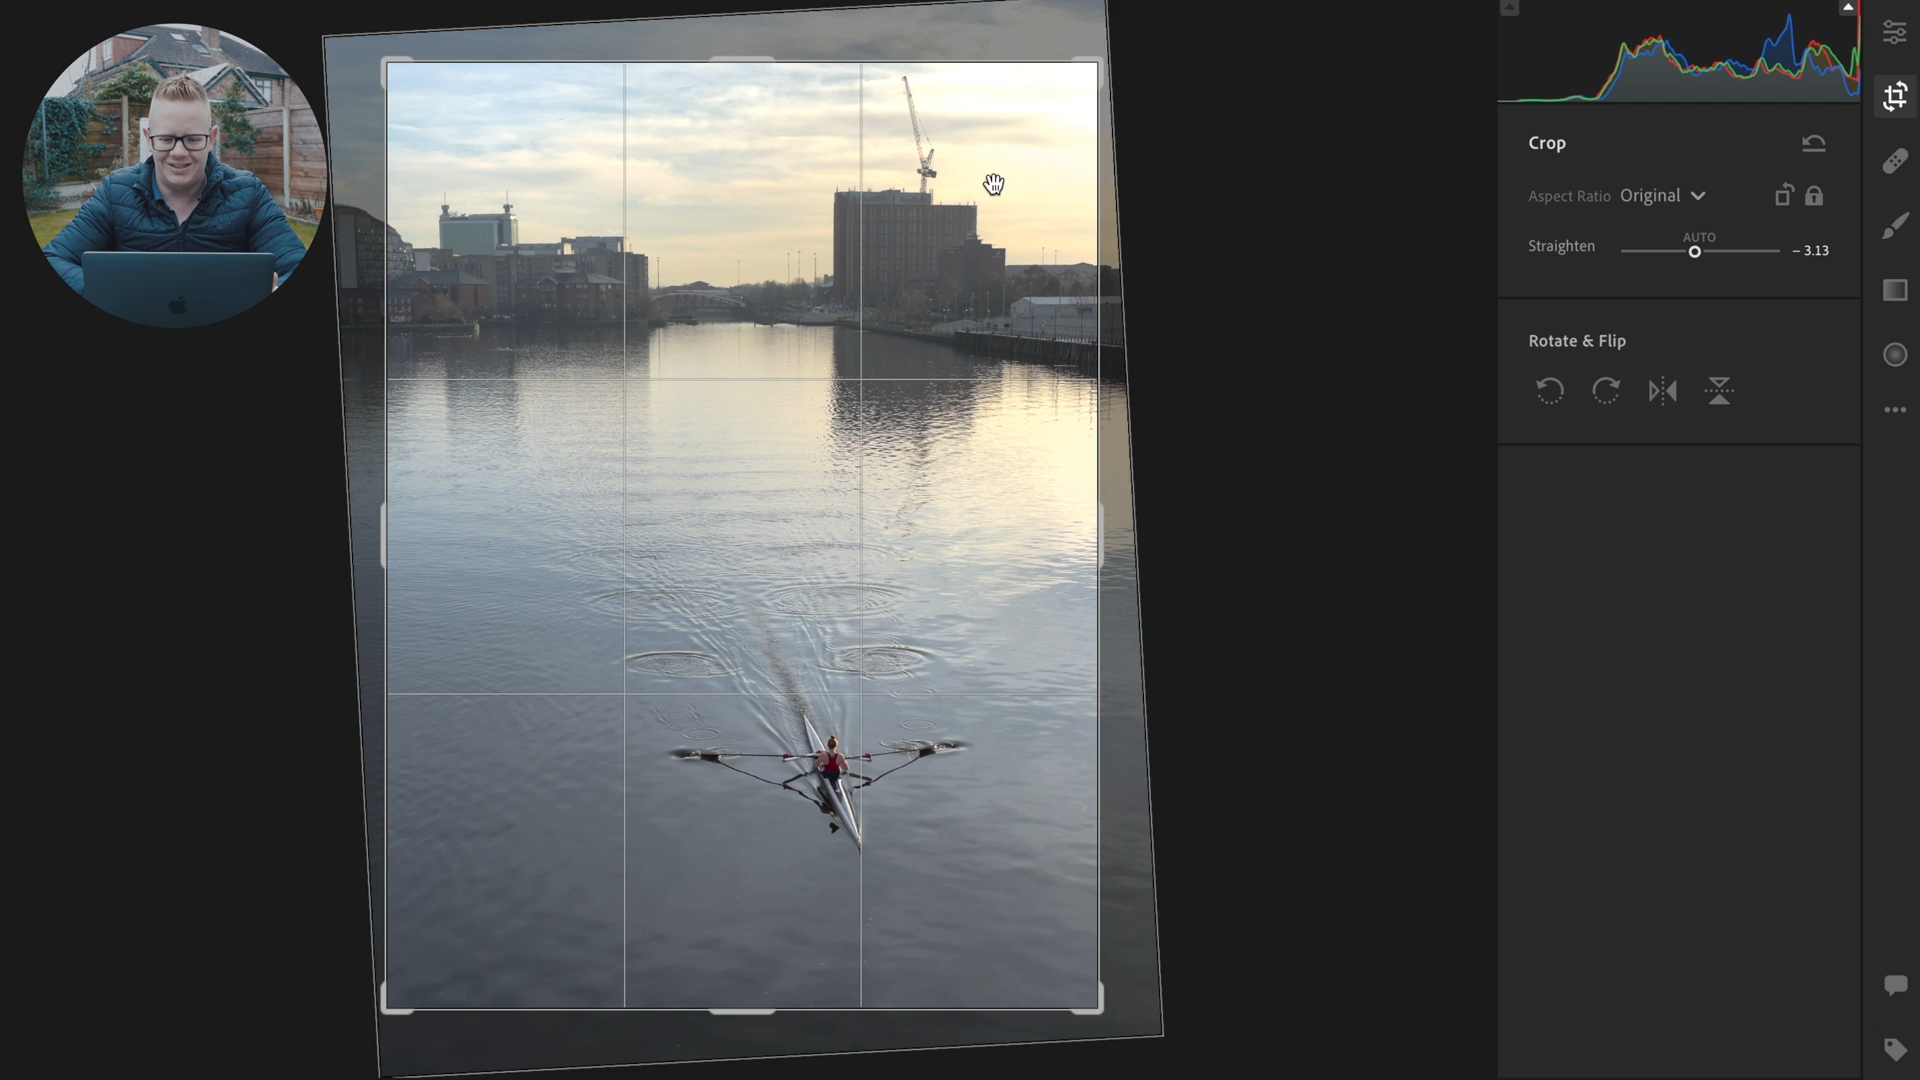 Crop
Aspect Ratio Original
AUTO
Straighten
− 3.13
Rotate & Flip